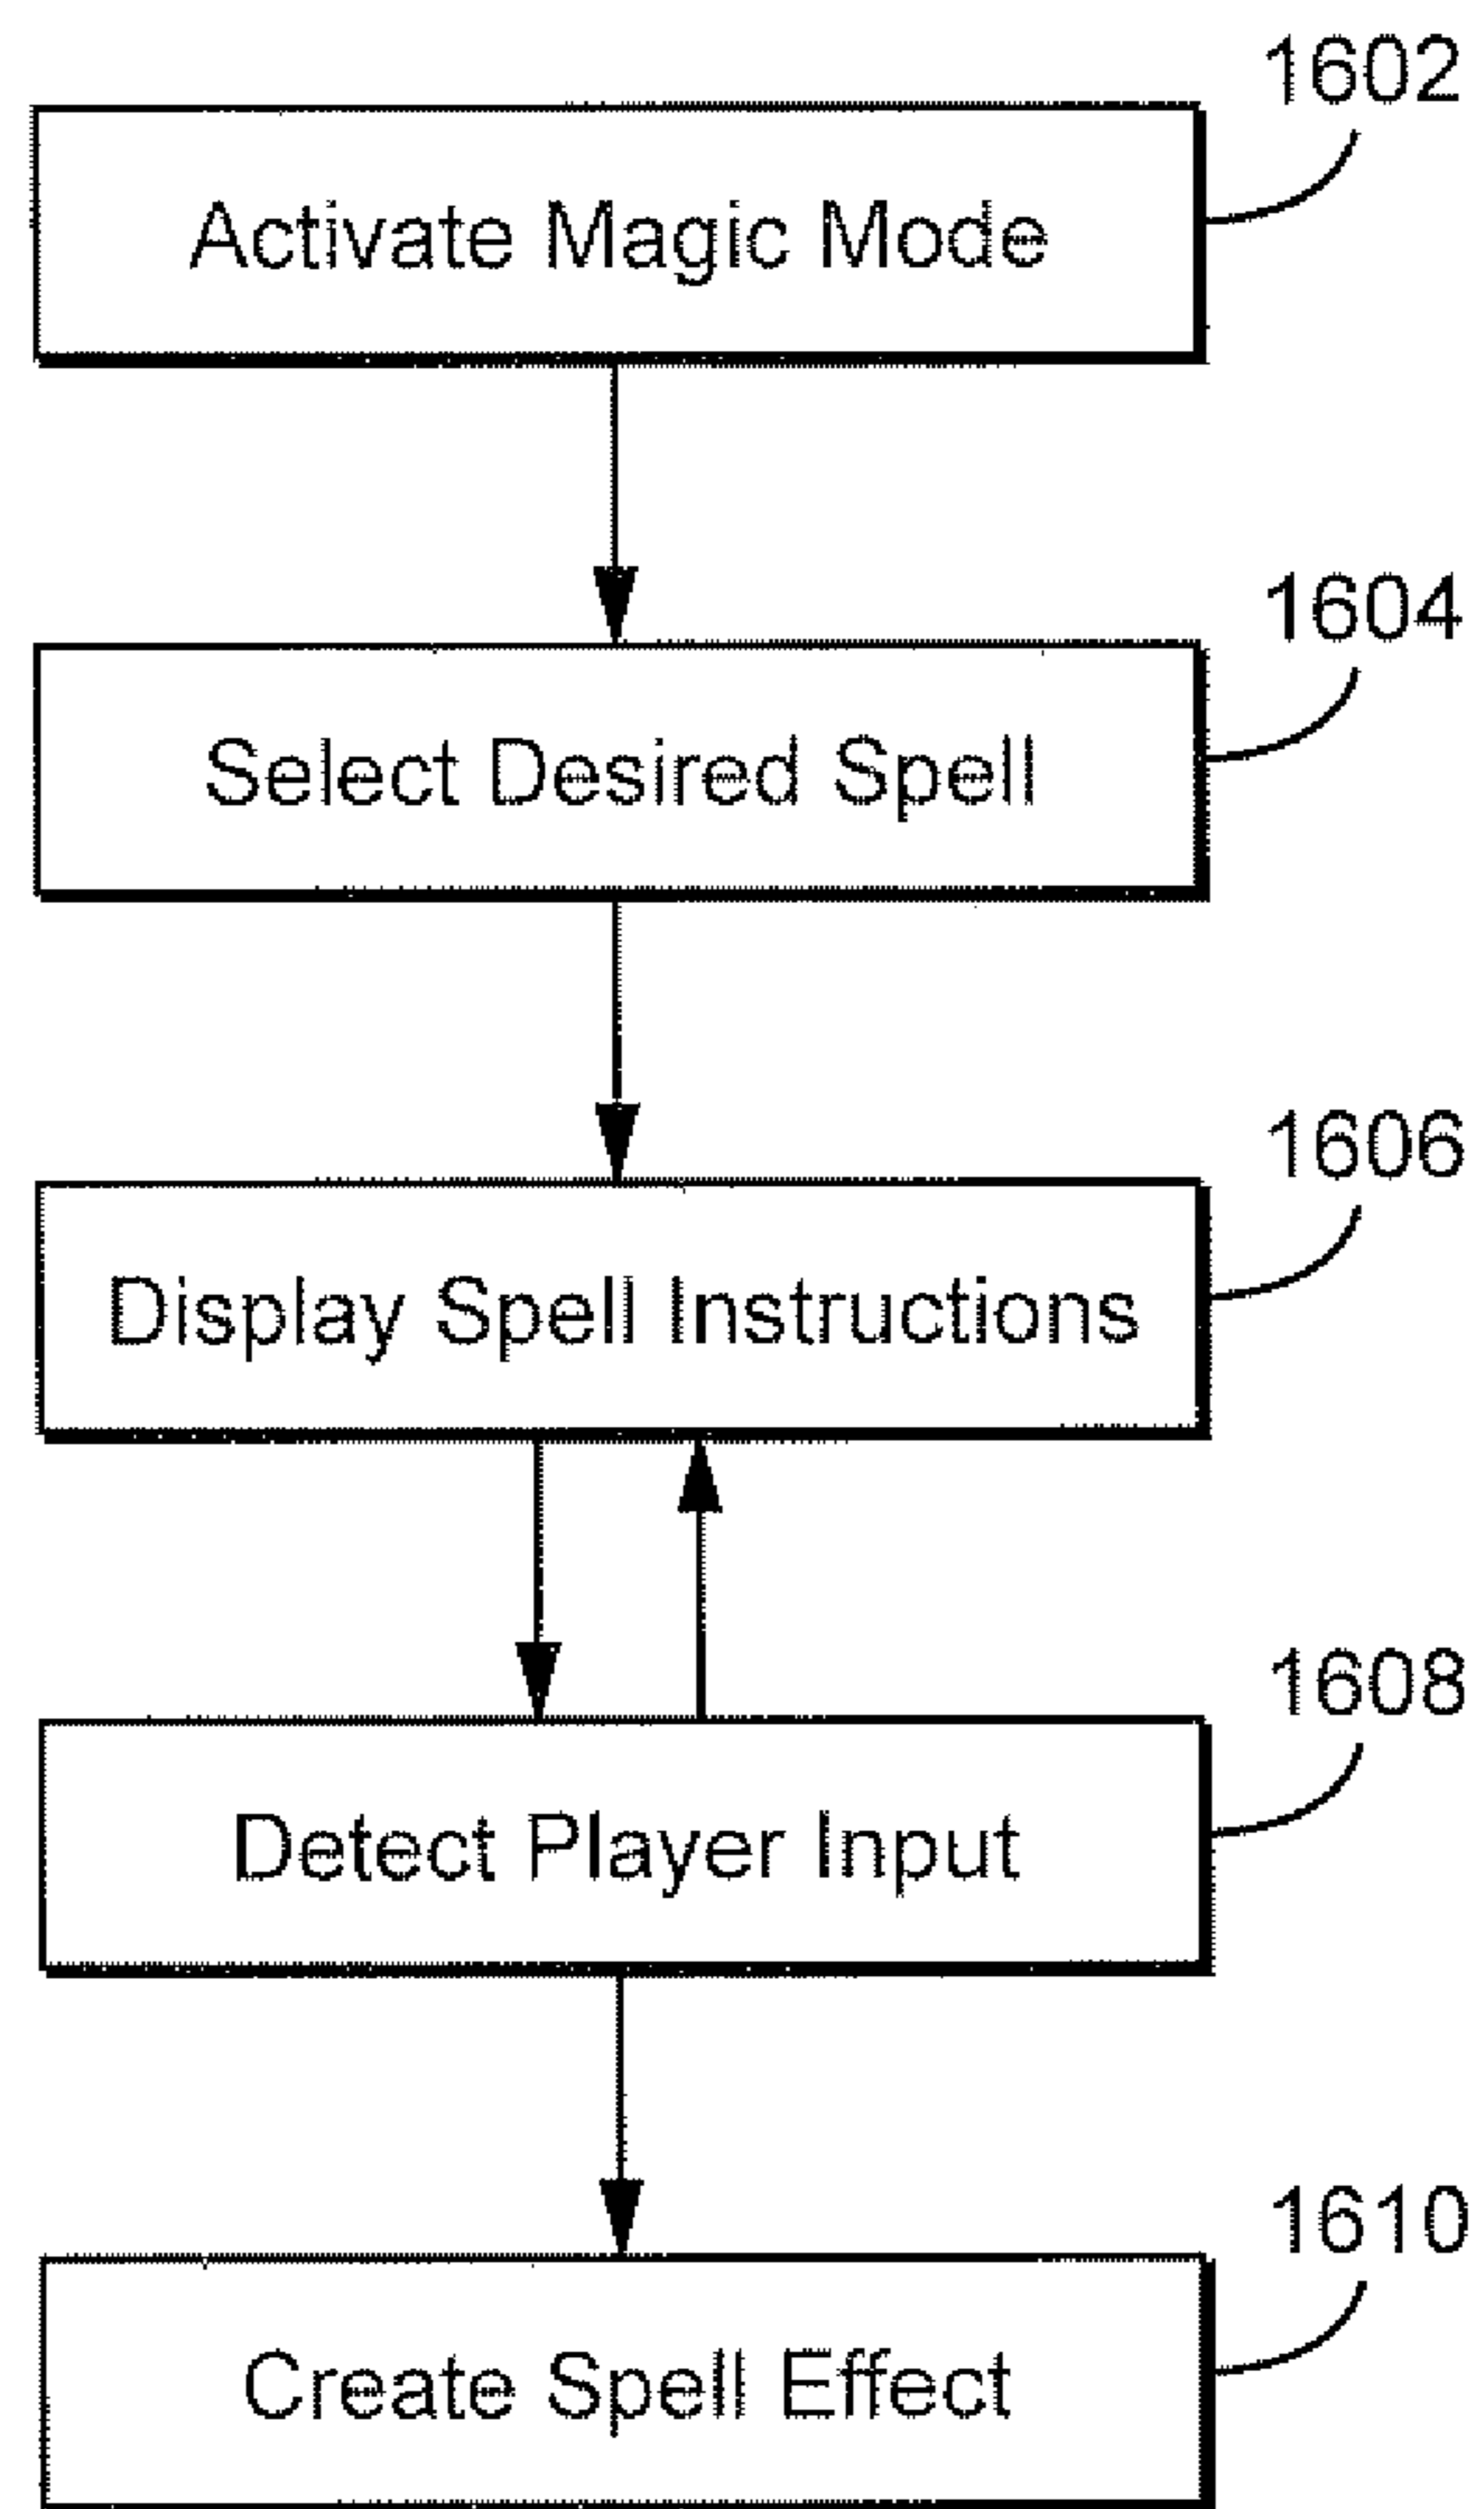 1602
Activate Magic Mode
1604
Select Desired Spell
1606
Display Spell Instructions
1608
Detect Player Input
1610
Create Spell Effect